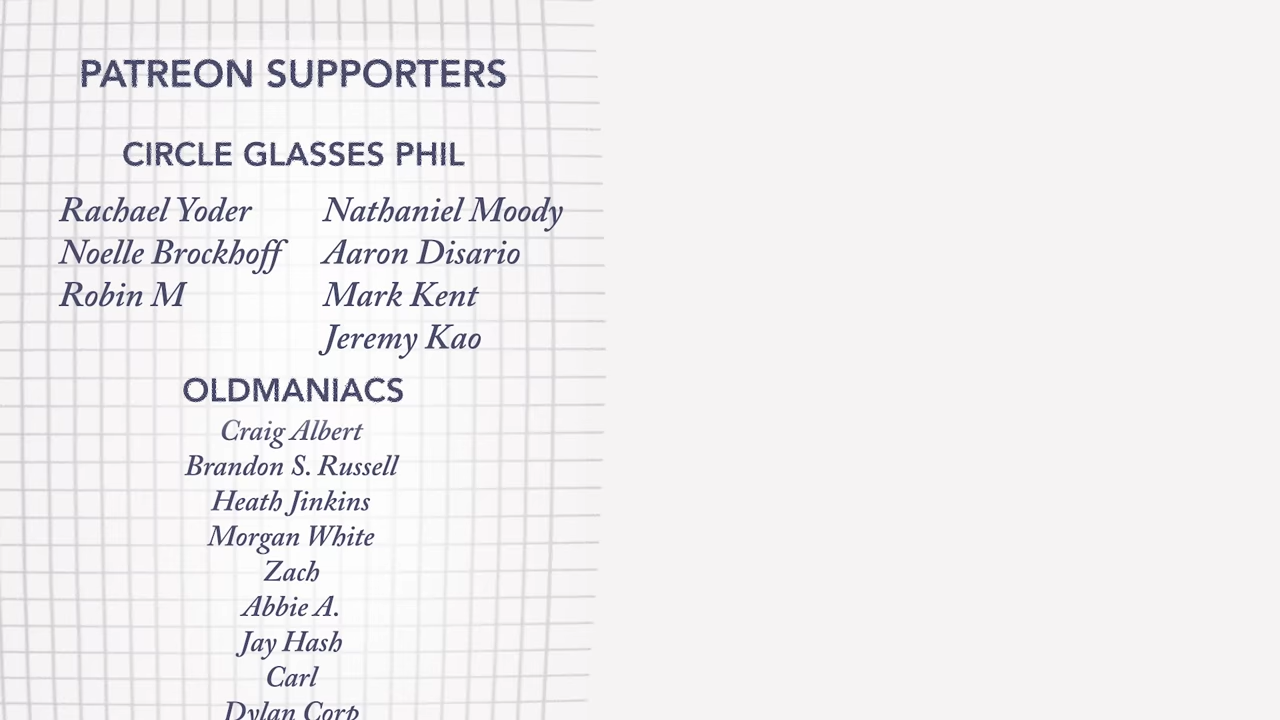 PATREON SUPPORTERS
CIRCLE GLASSES PHIL
Rachael Yoder
Noelle Brockhoff
Robin M
Nathaniel Moody
Aaron Disario
Mark Kent
Jeremy Kao
OLDMANIACS
Craig Albert
Brandon S. Russell
Heath Jinkins
Morgan White
Zach
Abbie A.
Jay Hash
Carl
Dylan Corp